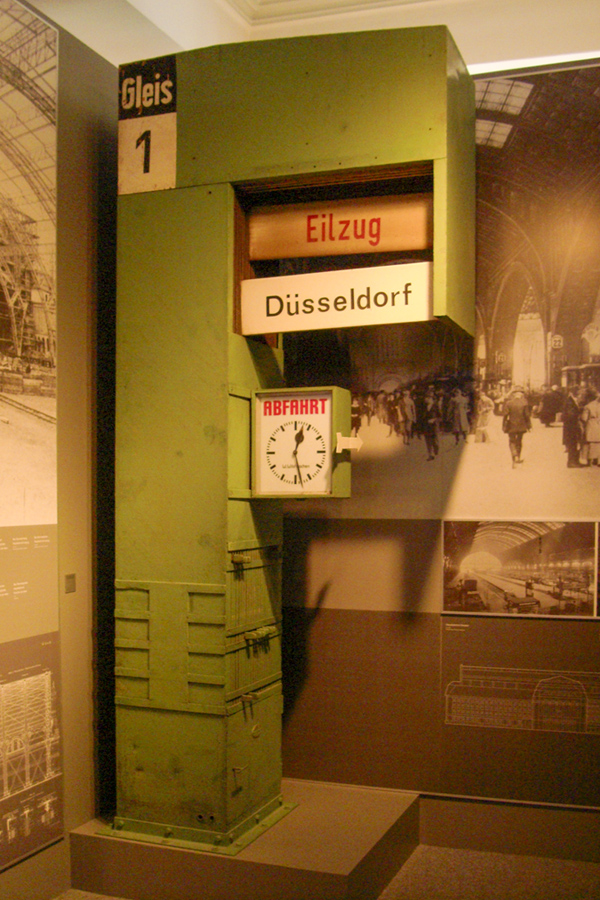 Gleis
1
Eilzug
Düsseldorf
ABFAHRT